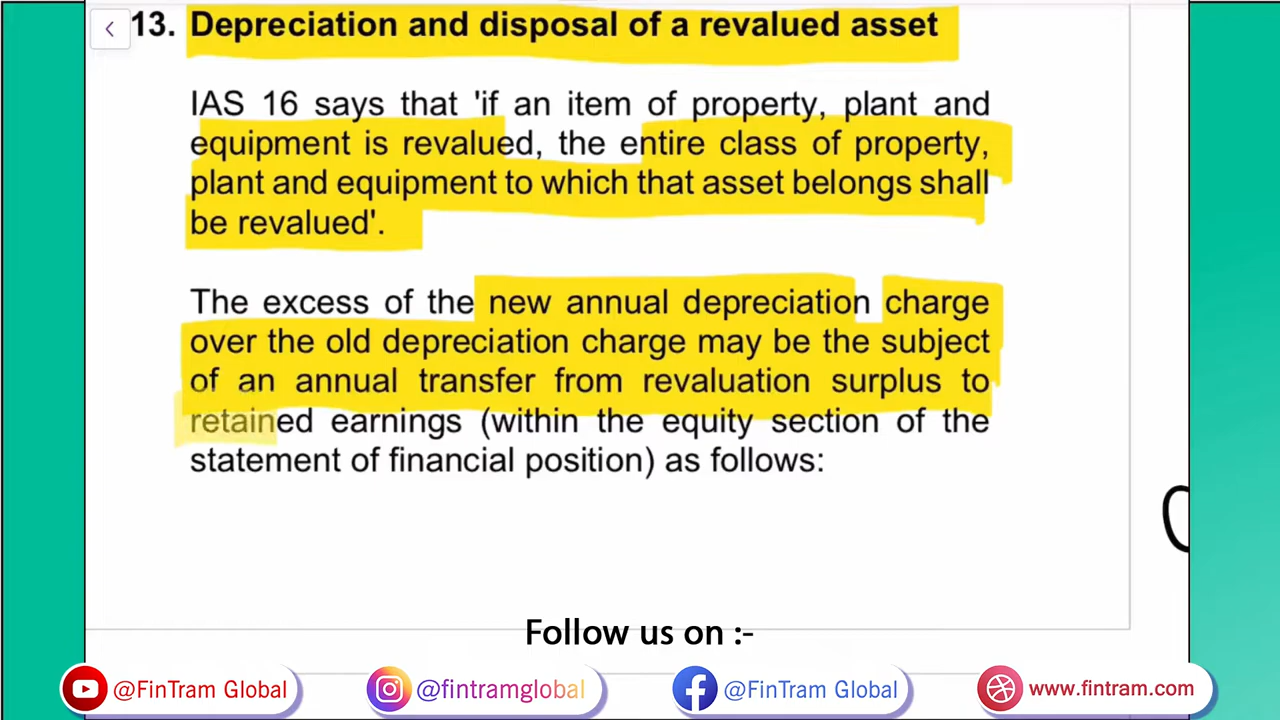 13. Depreciation and disposal of a revalued asset
IAS 16 says that 'if an item of property, plant and
equipment is revalued, the entire class of property,
plant and equipment to which that asset belongs shall
be revalued'.
The excess of the new annual depreciation charge
over the old depreciation charge may be the subject
of an annual transfer from revaluation surplus to
retained earnings (within the equity section of the
statement of financial position) as follows:
Follow us on :-
@FinTram Global
@fintramglobal
@FinTram Global
www.fintram.com